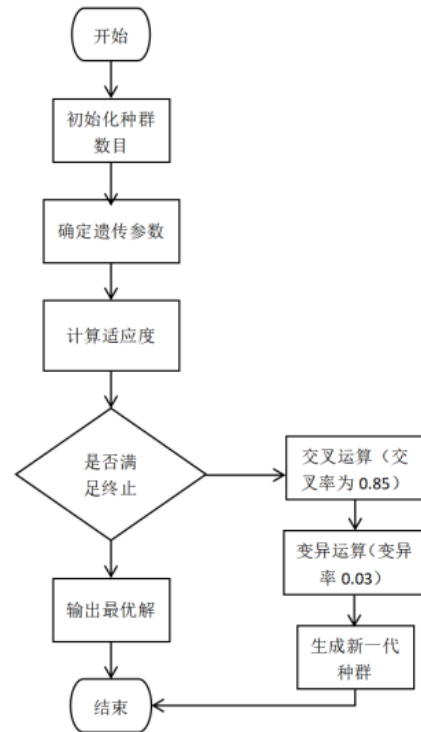 开始
初始化种群
数目
确定遗传参数
计算适应度
是否满
足终止
交叉运算（交
叉率为 0.85）
变异运算(变异
率 0.03）
输出最优解
生成新一代
种群
结束